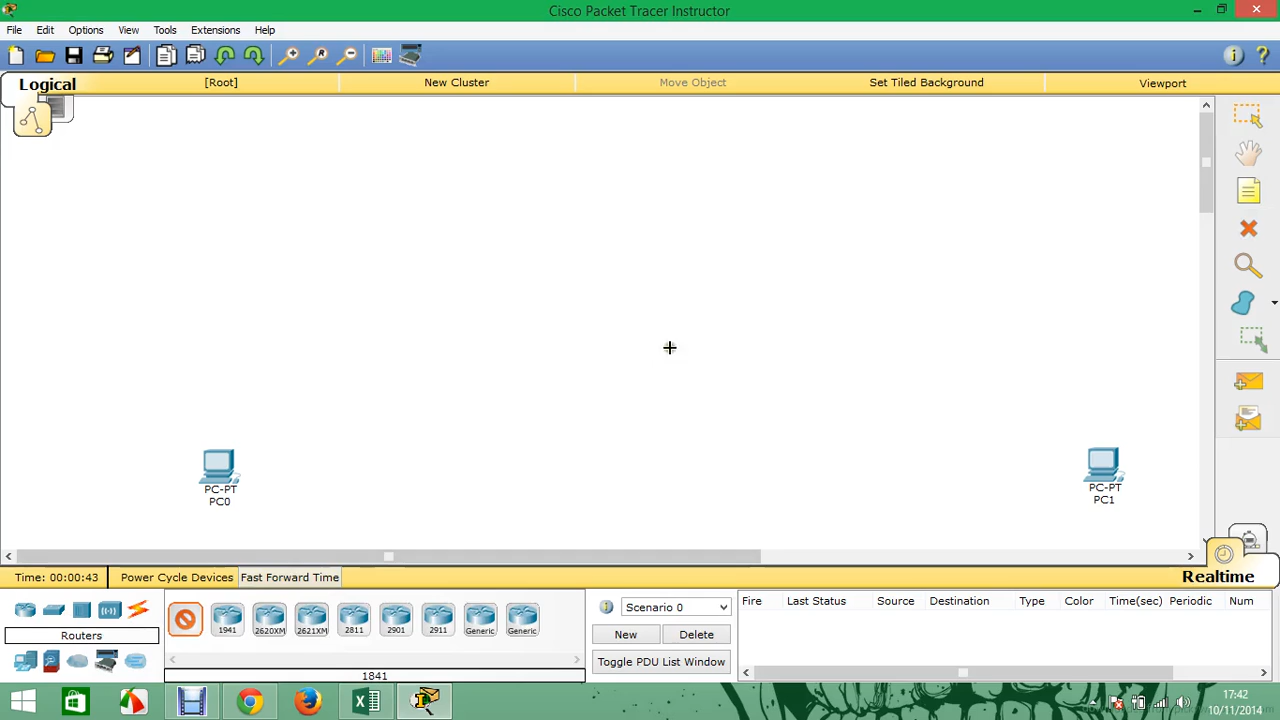 Cisco Packet Tracer Instructor
File Edit Options View Tools Extensions Help
Logical [Root] New Cluster Move Object Set Tiled Background Viewport
PC-PT
PC0
PC-PT
PC1
Time: 00:00:43 Power Cycle Devices Fast Forward Time Realtime
Routers
1941 2620XM 2621XM 2811 2901 2911 Generic Generic
1841
Scenario 0
New Delete
Toggle PDU List Window
Fire Last Status Source Destination Type Color Time(sec) Periodic Num
17:42
10/11/2014